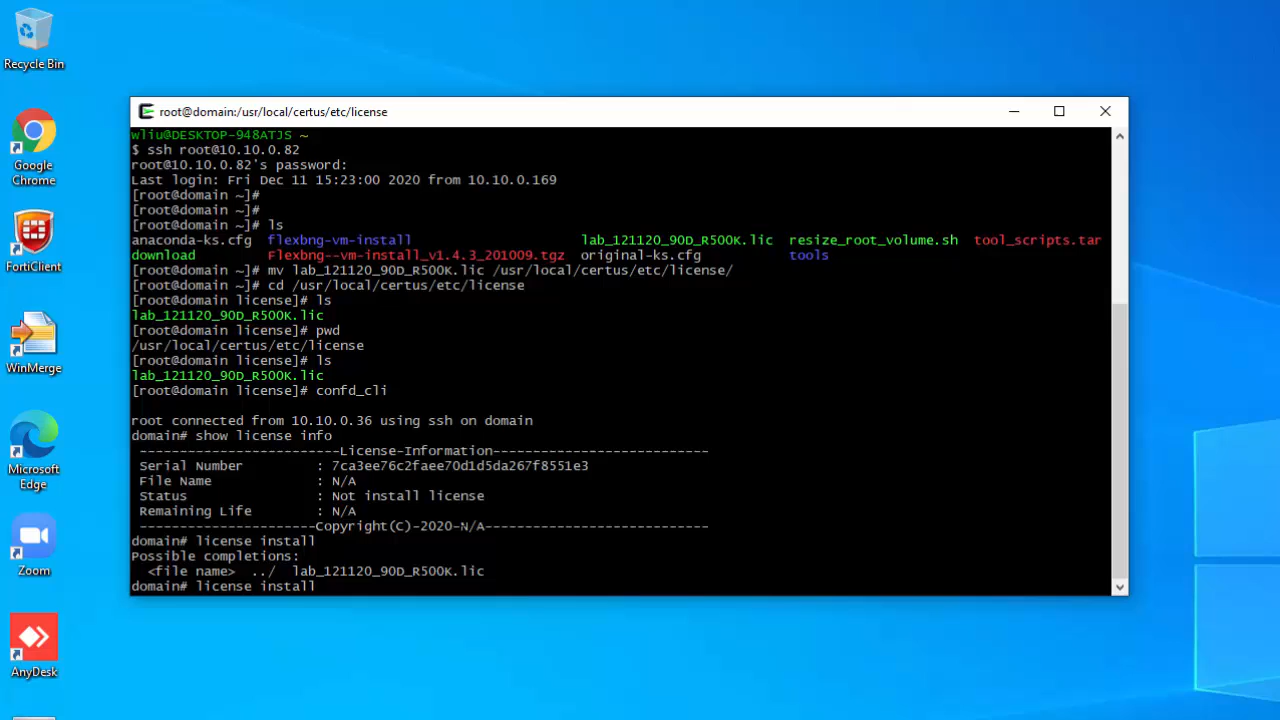 Recycle Bin
Google
Chrome
FortiClient
WinMerge
Microsoft
Edge
Zoom
AnyDesk
root@domain:/usr/local/certus/etc/license
wliu@DESKTOP-948ATJS ~
$ ssh root@10.10.0.82
root@10.10.0.82's password:
Last login: Fri Dec 11 15:23:00 2020 from 10.10.0.169
[root@domain ~]#
[root@domain ~]#
[root@domain ~]# ls
anaconda-ks.cfg  flexbng-vm-install                     lab_121120_90D_R500K.lic  resize_root_volume.sh  tool_scripts.tar
download         Flexbng--vm-install_v1.4.3_201009.tgz  original-ks.cfg           tools
[root@domain ~]# mv lab_121120_90D_R500K.lic /usr/local/certus/etc/license/
[root@domain ~]# cd /usr/local/certus/etc/license
[root@domain license]# ls
lab_121120_90D_R500K.lic
[root@domain license]# pwd
/usr/local/certus/etc/license
[root@domain license]# ls
lab_121120_90D_R500K.lic
[root@domain license]# confd_cli
root connected from 10.10.0.36 using ssh on domain
domain# show license info
-------------------------License-Information---------------------------
Serial Number         : 7ca3ee76c2faee70d1d5da267f8551e3
File Name             : N/A
Status                : Not install license
Remaining Life        : N/A
----------------------Copyright(C)-2020-N/A----------------------------
domain# license install
Possible completions:
<file name>  ../  lab_121120_90D_R500K.lic
domain# license install